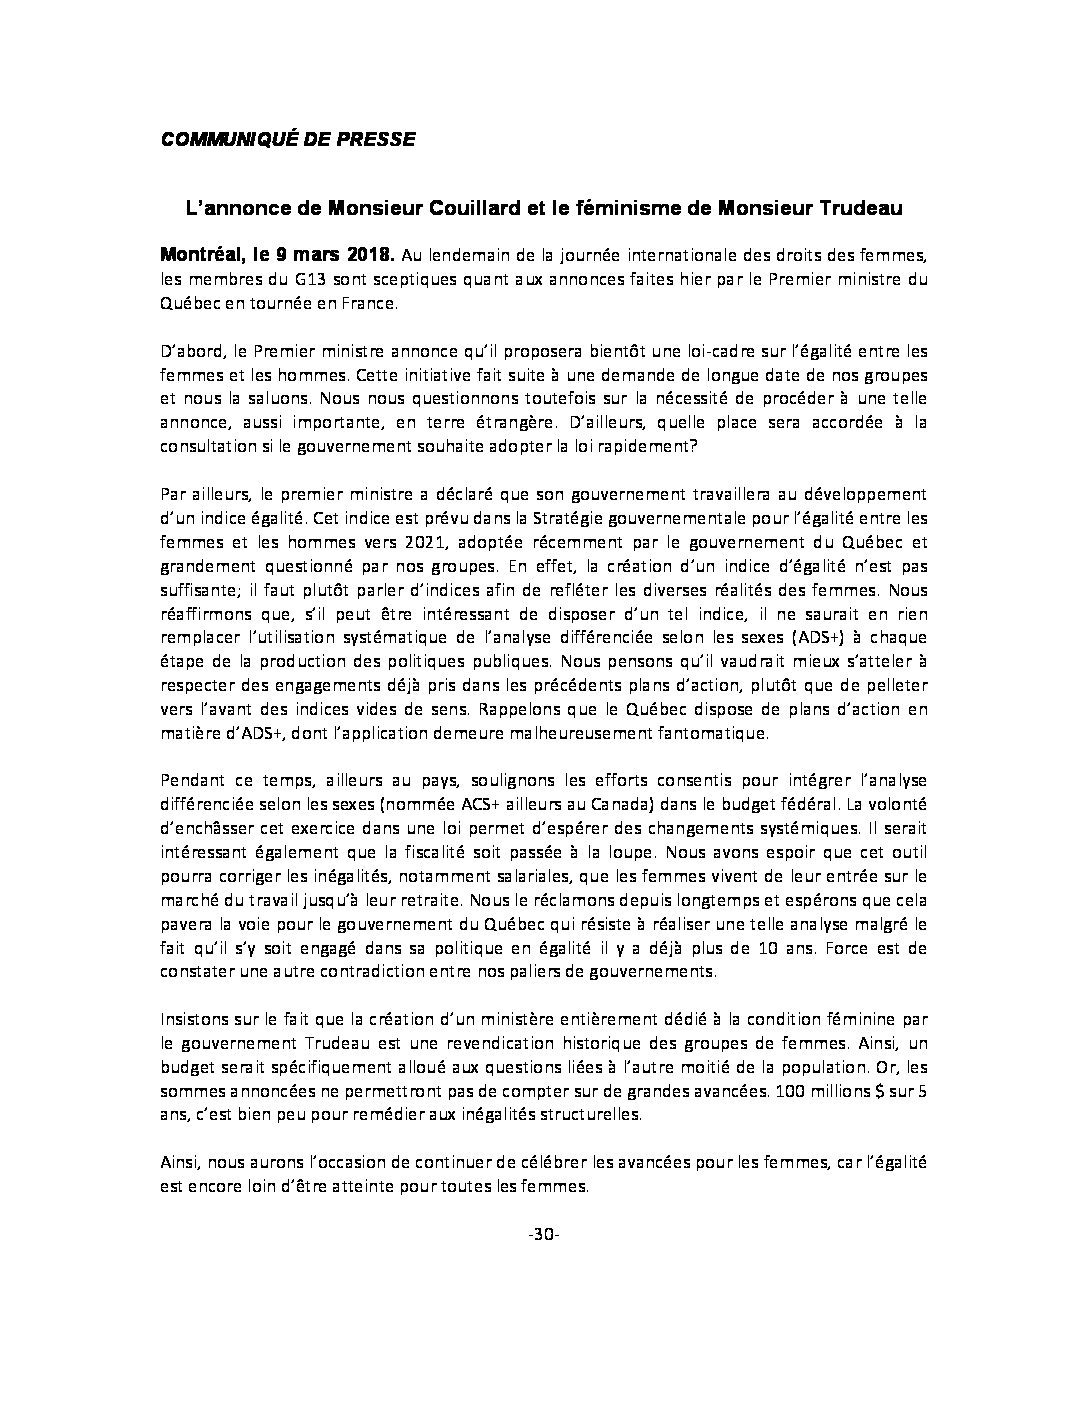 COMMUNIQUÉ DE PRESSE
L’annonce de Monsieur Couillard et le féminisme de Monsieur Trudeau
Montréal, le 9 mars 2018. Au lendemain de la journée internationale des droits des femmes,
les membres du G13 sont sceptiques quant aux annonces faites hier par le Premier ministre du
Québec en tournée en France.
D’abord, le Premier ministre annonce qu’il proposera bientôt une loi-cadre sur l’égalité entre les
femmes et les hommes. Cette initiative fait suite à une demande de longue date de nos groupes
et nous la saluons. Nous nous questionnons toutefois sur la nécessité de procéder à une telle
annonce, aussi importante, en terre étrangère. D’ailleurs, quelle place sera accordée à la
consultation si le gouvernement souhaite adopter la loi rapidement?
Par ailleurs, le premier ministre a déclaré que son gouvernement travaillera au développement
d’un indice égalité. Cet indice est prévu dans la Stratégie gouvernementale pour l’égalité entre les
femmes et les hommes vers 2021, adoptée récemment par le gouvernement du Québec et
grandement questionné par nos groupes. En effet, la création d’un indice d’égalité n’est pas
suffisante; il faut plutôt parler d’indices afin de refléter les diverses réalités des femmes. Nous
réaffirmons que, s’il peut être intéressant de disposer d’un tel indice, il ne saurait en rien
remplacer l’utilisation systématique de l’analyse différenciée selon les sexes (ADS+) à chaque
étape de la production des politiques publiques. Nous pensons qu’il vaudrait mieux s’atteler à
respecter des engagements déjà pris dans les précédents plans d’action, plutôt que de pelleter
vers l’avant des indices vides de sens. Rappelons que le Québec dispose de plans d’action en
matière d’ADS+, dont l’application demeure malheureusement fantomatique.
Pendant ce temps, ailleurs au pays, soulignons les efforts consentis pour intégrer l’analyse
différenciée selon les sexes (nommée ACS+ ailleurs au Canada) dans le budget fédéral. La volonté
d’enchâsser cet exercice dans une loi permet d’espérer des changements systémiques. Il serait
intéressant également que la fiscalité soit passée à la loupe. Nous avons espoir que cet outil
pourra corriger les inégalités, notamment salariales, que les femmes vivent de leur entrée sur le
marché du travail jusqu’à leur retraite. Nous le réclamons depuis longtemps et espérons que cela
pavera la voie pour le gouvernement du Québec qui résiste à réaliser une telle analyse malgré le
fait qu’il s’y soit engagé dans sa politique en égalité il y a déjà plus de 10 ans. Force est de
constater une autre contradiction entre nos paliers de gouvernements.
Insistons sur le fait que la création d’un ministère entièrement dédié à la condition féminine par
le gouvernement Trudeau est une revendication historique des groupes de femmes. Ainsi, un
budget serait spécifiquement alloué aux questions liées à l’autre moitié de la population. Or, les
sommes annoncées ne permettront pas de compter sur de grandes avancées. 100 millions $ sur 5
ans, c’est bien peu pour remédier aux inégalités structurelles.
Ainsi, nous aurons l’occasion de continuer de célébrer les avancées pour les femmes, car l’égalité
est encore loin d’être atteinte pour toutes les femmes.
-30-